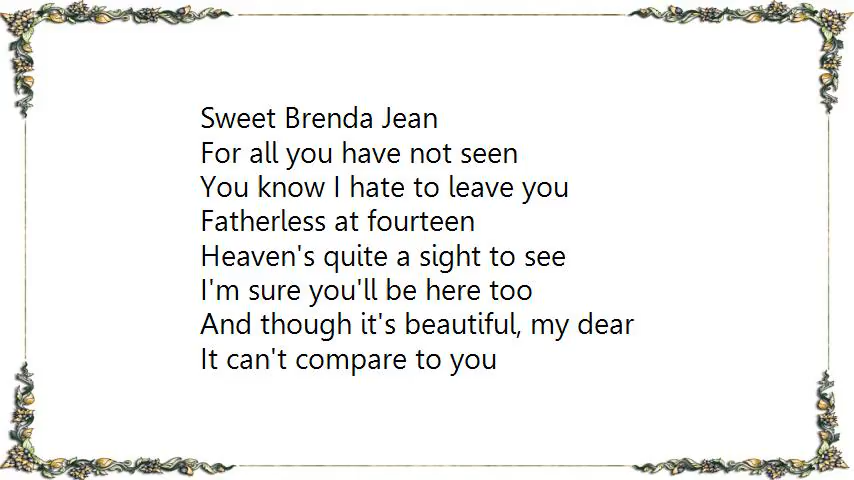 Sweet Brenda Jean
For all you have not seen
You know I hate to leave you
Fatherless at fourteen
Heaven's quite a sight to see
I'm sure you'll be here too
And though it's beautiful, my dear
It can't compare to you